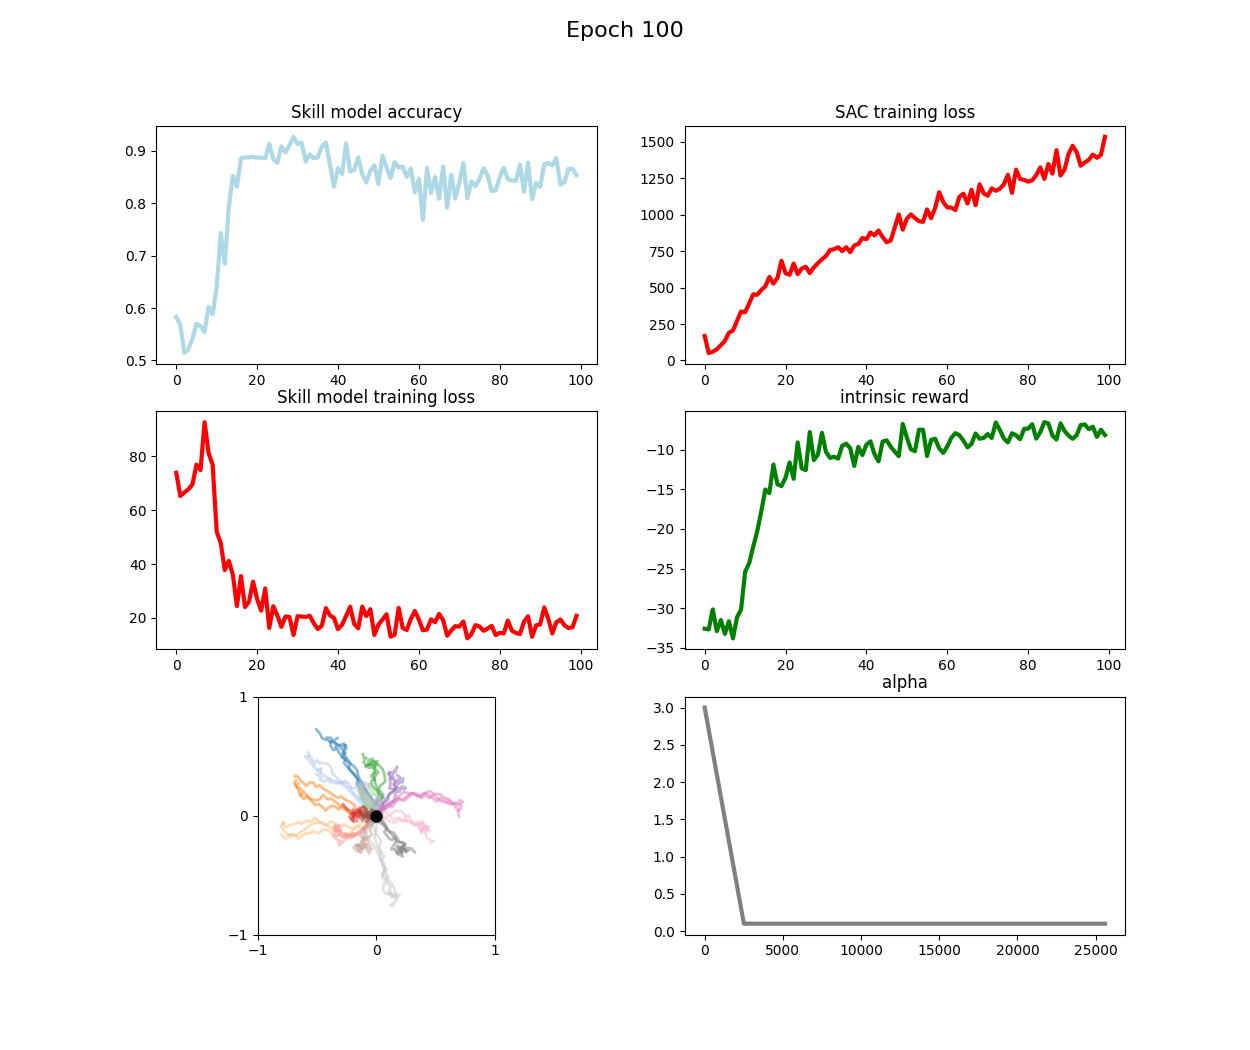 Epoch 100
Skill model accuracy
0.9
0.8
0.7
0.6
0.5
0 20 40 60 80 100
SAC training loss
1500
1250
1000
750
500
250
0
0 20 40 60 80 100
Skill model training loss
80
60
40
20
0 20 40 60 80 100
intrinsic reward
−10
−15
−20
−25
−30
−35
0 20 40 60 80 100
1
0
−1
−1 0 1
alpha
3.0
2.5
2.0
1.5
1.0
0.5
0.0
0 5000 10000 15000 20000 25000